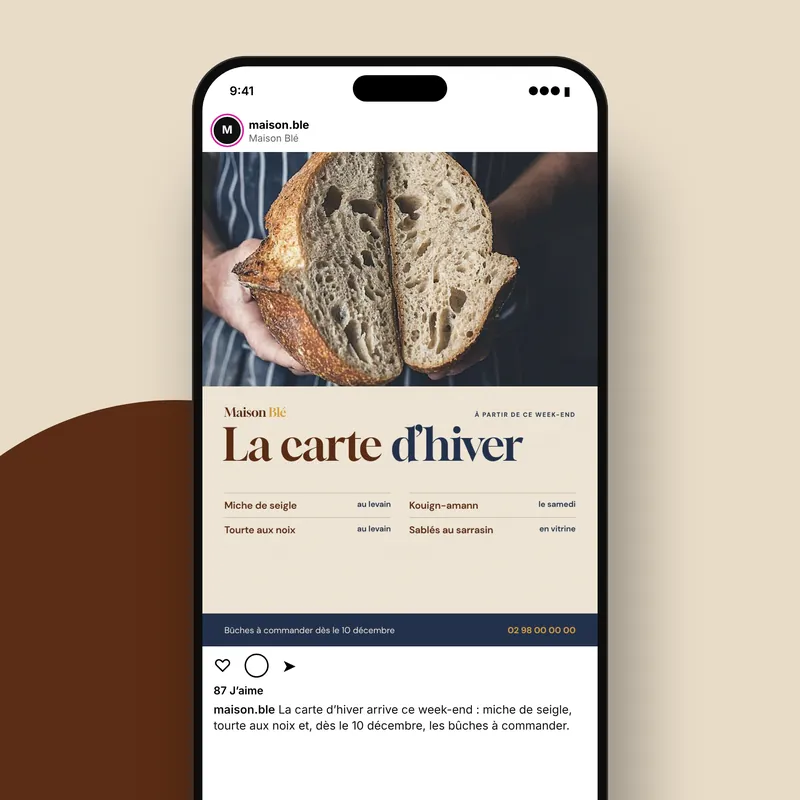 9:41
M
maison.ble
Maison Blé
Maison Blé
À PARTIR DE CE WEEK-END
La carte d’hiver
Miche de seigle au levain
Kouign-amann le samedi
Tourte aux noix au levain
Sablés au sarrasin en vitrine
Bûches à commander dès le 10 décembre 02 98 00 00 00
87 J’aime
maison.ble La carte d’hiver arrive ce week-end : miche de seigle,
tourte aux noix et, dès le 10 décembre, les bûches à commander.